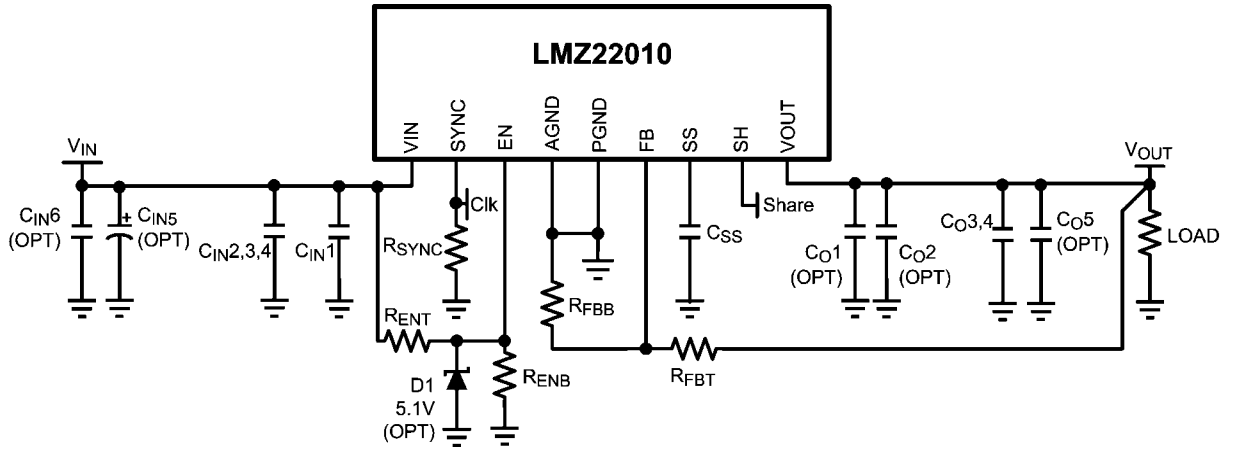 LMZ22010
VIN
SYNC
EN
AGND
PGND
FB
SS
SH
VOUT
VIN
VOUT
Clk
Share
CIN6
(OPT)
+ CIN5
(OPT)
CIN2,3,4
CIN1
RSYNC
CSS
CO1
(OPT)
CO2
(OPT)
CO3,4
CO5
(OPT)
LOAD
RENT
RFBB
D1
5.1V
(OPT)
RENB
RFBT